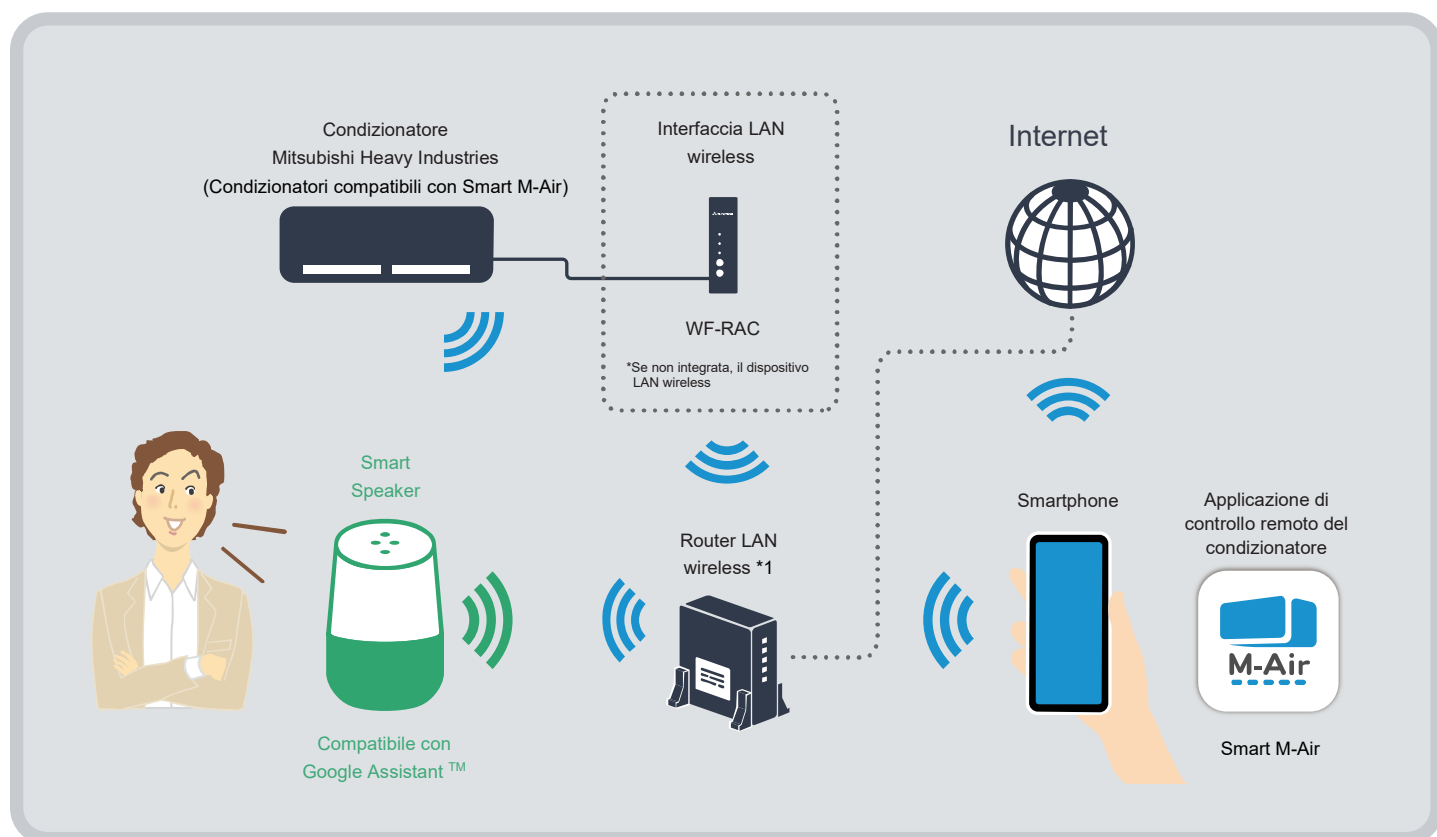 Condizionatore
Mitsubishi Heavy Industries
(Condizionatori compatibili con Smart M-Air)
Interfaccia LAN
wireless
WF-RAC
*Se non integrata, il dispositivo
LAN wireless
Internet
Smart
Speaker
Compatibile con
Google Assistant TM
Router LAN
wireless *1
Smartphone
Applicazione di
controllo remoto del
condizionatore
M-Air
Smart M-Air